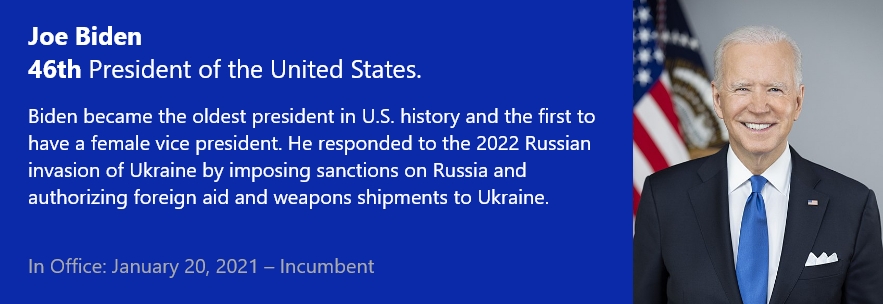 Joe Biden
46th President of the United States.
Biden became the oldest president in U.S. history and the first to
have a female vice president. He responded to the 2022 Russian
invasion of Ukraine by imposing sanctions on Russia and
authorizing foreign aid and weapons shipments to Ukraine.
In Office: January 20, 2021 – Incumbent